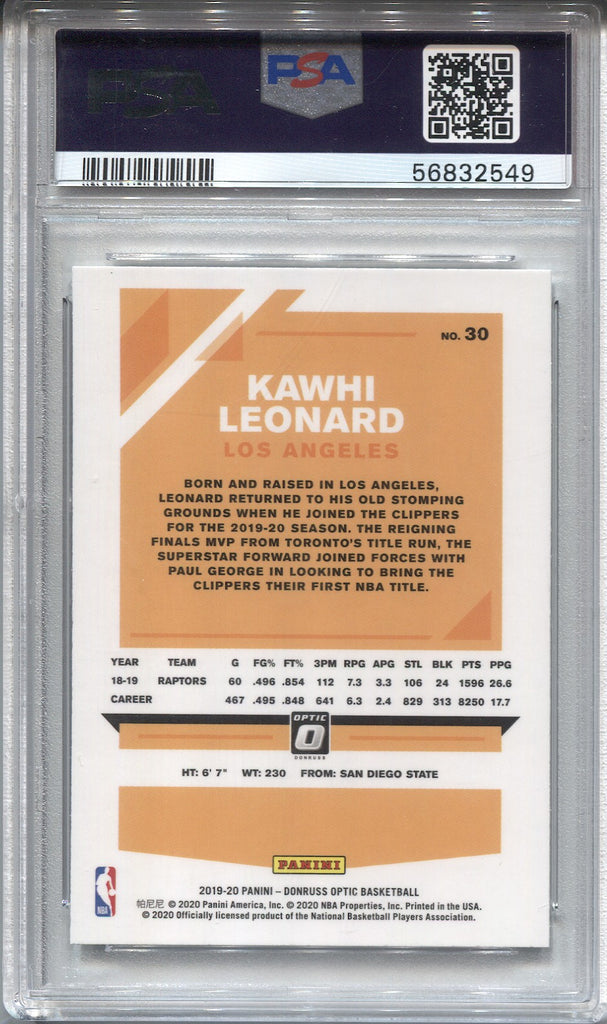 PSA
PSA
56832549
NO. 30
KAWHI
LEONARD
LOS ANGELES
BORN AND RAISED IN LOS ANGELES,
LEONARD RETURNED TO HIS OLD STOMPING
GROUNDS WHEN HE JOINED THE CLIPPERS
FOR THE 2019-20 SEASON. THE REIGNING
FINALS MVP FROM TORONTO'S TITLE RUN, THE
SUPERSTAR FORWARD JOINED FORCES WITH
PAUL GEORGE IN LOOKING TO BRING THE
CLIPPERS THEIR FIRST NBA TITLE.
YEAR TEAM G FG% FT% 3PM RPG APG STL BLK PTS PPG
18-19 RAPTORS 60 .496 .854 112 7.3 3.3 106 24 1596 26.6
CAREER 467 .495 .848 641 6.3 2.4 829 313 8250 17.7
OPTIC
DONRUSS
HT: 6' 7" WT: 230 FROM: SAN DIEGO STATE
PANINI
2019-20 PANINI – DONRUSS OPTIC BASKETBALL
帕尼尼 © 2020 Panini America, Inc. © 2020 NBA Properties, Inc. Printed in the USA.
© 2020 Officially licensed product of the National Basketball Players Association.
NBA